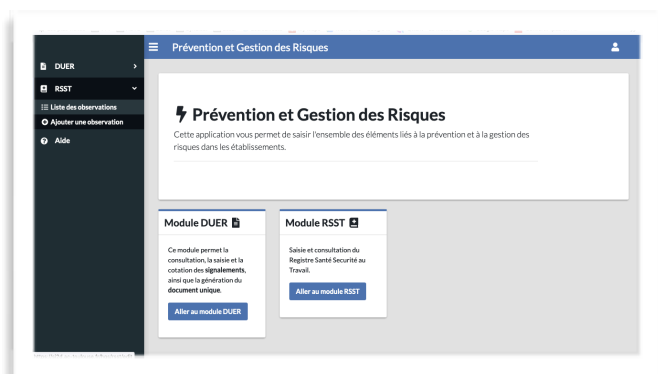 Prévention et Gestion des Risques
DUER
RSST
Liste des observations
Ajouter une observation
Aide
Prévention et Gestion des Risques
Cette application vous permet de saisir l'ensemble des éléments liés à la prévention et à la gestion des
risques dans les établissements.
Module DUER
Ce module permet la
consultation, la saisie et la
cotation des signalements,
ainsi que la génération du
document unique.
Aller au module DUER
Module RSST
Saisie et consultation du
Registre Santé Securité au
Travail.
Aller au module RSST